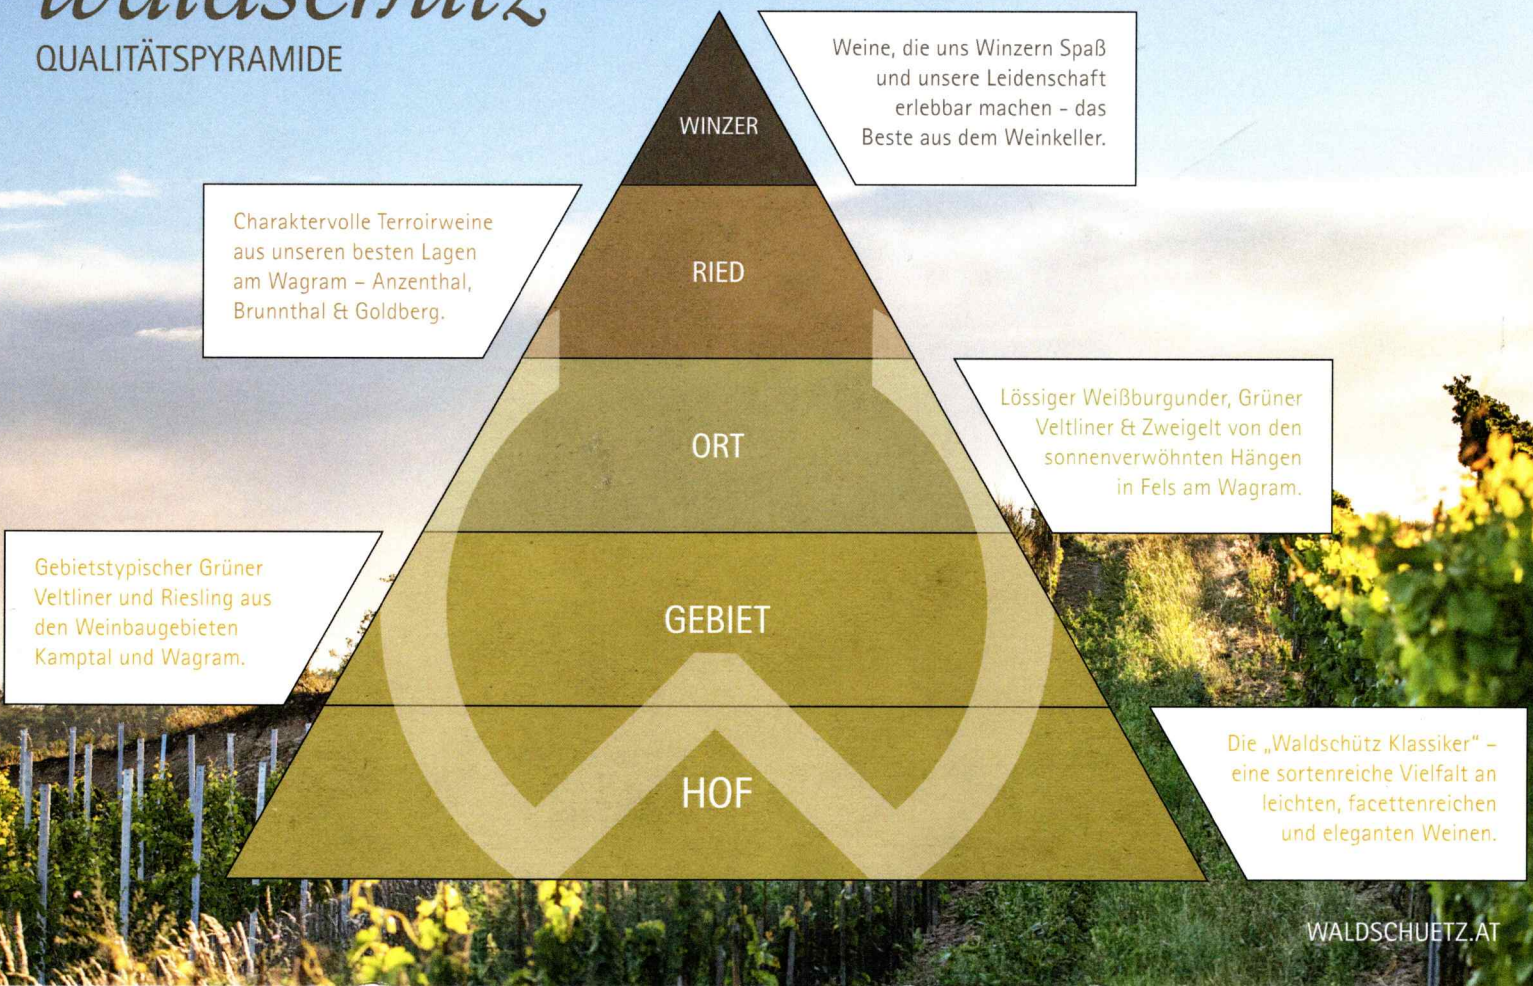 waldschütz
QUALITÄTSPYRAMIDE
WINZER
Weine, die uns Winzern Spaß
und unsere Leidenschaft
erlebbar machen - das
Beste aus dem Weinkeller.
Charaktervolle Terroirweine
aus unseren besten Lagen
am Wagram – Anzenthal,
Brunnthal & Goldberg.
RIED
ORT
Lössiger Weißburgunder, Grüner
Veltliner & Zweigelt von den
sonnenverwöhnten Hängen
in Fels am Wagram.
Gebietstypischer Grüner
Veltliner und Riesling aus
den Weinbaugebieten
Kamptal und Wagram.
GEBIET
HOF
Die „Waldschütz Klassiker“ –
eine sortenreiche Vielfalt an
leichten, facettenreichen
und eleganten Weinen.
WALDSCHUETZ.AT